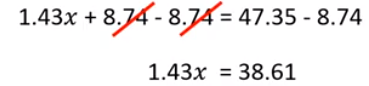 1.43x + 8.74 - 8.74 = 47.35 - 8.74
1.43x = 38.61